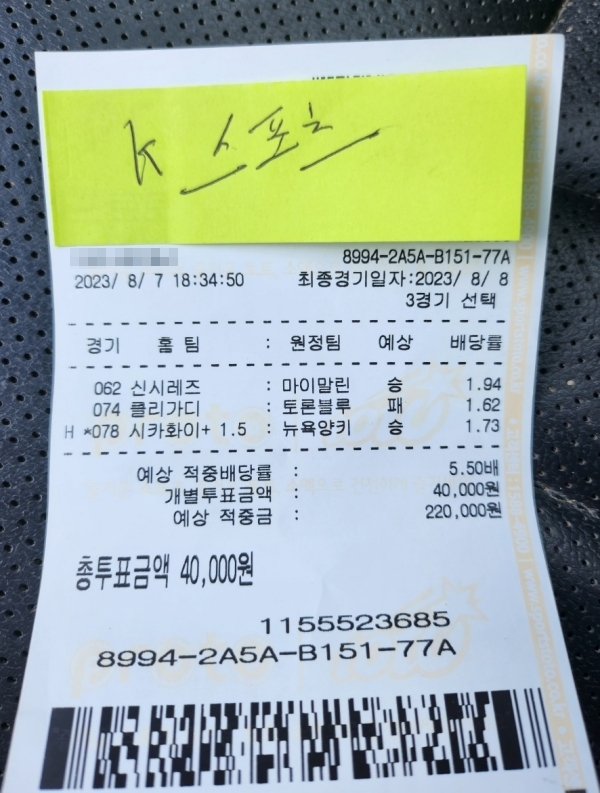 K 스포츠
8994-2A5A-B151-77A
2023/ 8/ 7 18:34:50 최종경기일자:2023/ 8/ 8
3경기 선택
경기 홈 팀 : 원정팀 예상 배당률
062 신시레즈 : 마이말린 승 1.94
074 클리가디 : 토론블루 패 1.62
H *078 시카화이+ 1.5 : 뉴욕양키 승 1.73
예상 적중배당률 : 5.50배
개별투표금액 : 40,000원
예상 적중금 : 220,000원
총투표금액 40,000원
1155523685
8994-2A5A-B151-77A